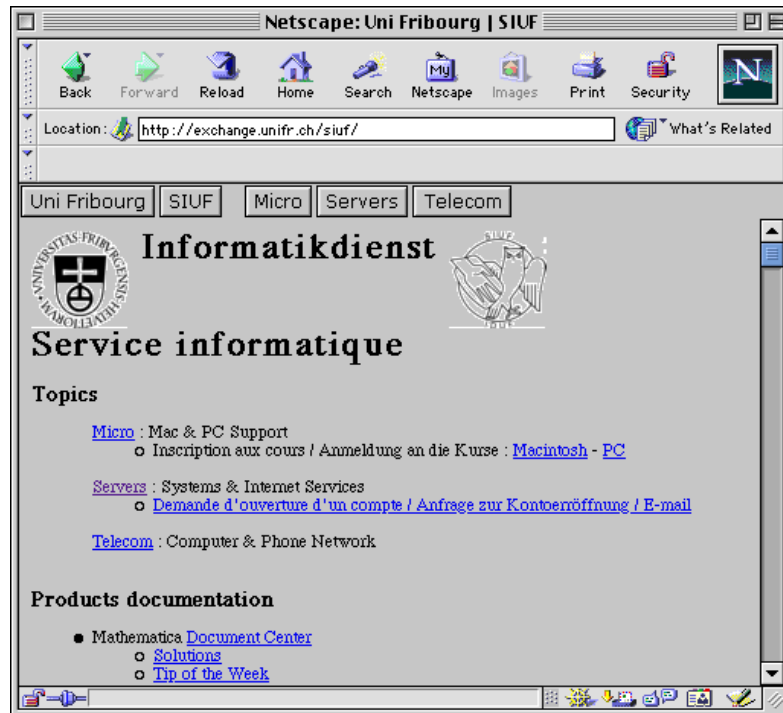 Netscape: Uni Fribourg | SIUF
Back Forward Reload Home Search Netscape Images Print Security
My
N
Location: http://exchange.unifr.ch/siuf/ What's Related
Uni Fribourg SIUF Micro Servers Telecom
Informatikdienst
Service informatique
Topics
Micro : Mac & PC Support
Inscription aux cours / Anmeldung an die Kurse : Macintosh - PC
Servers : Systems & Internet Services
Demande d'ouverture d'un compte / Anfrage zur Kontoerröffnung / E-mail
Telecom : Computer & Phone Network
Products documentation
Mathematica Document Center
Solutions
Tip of the Week